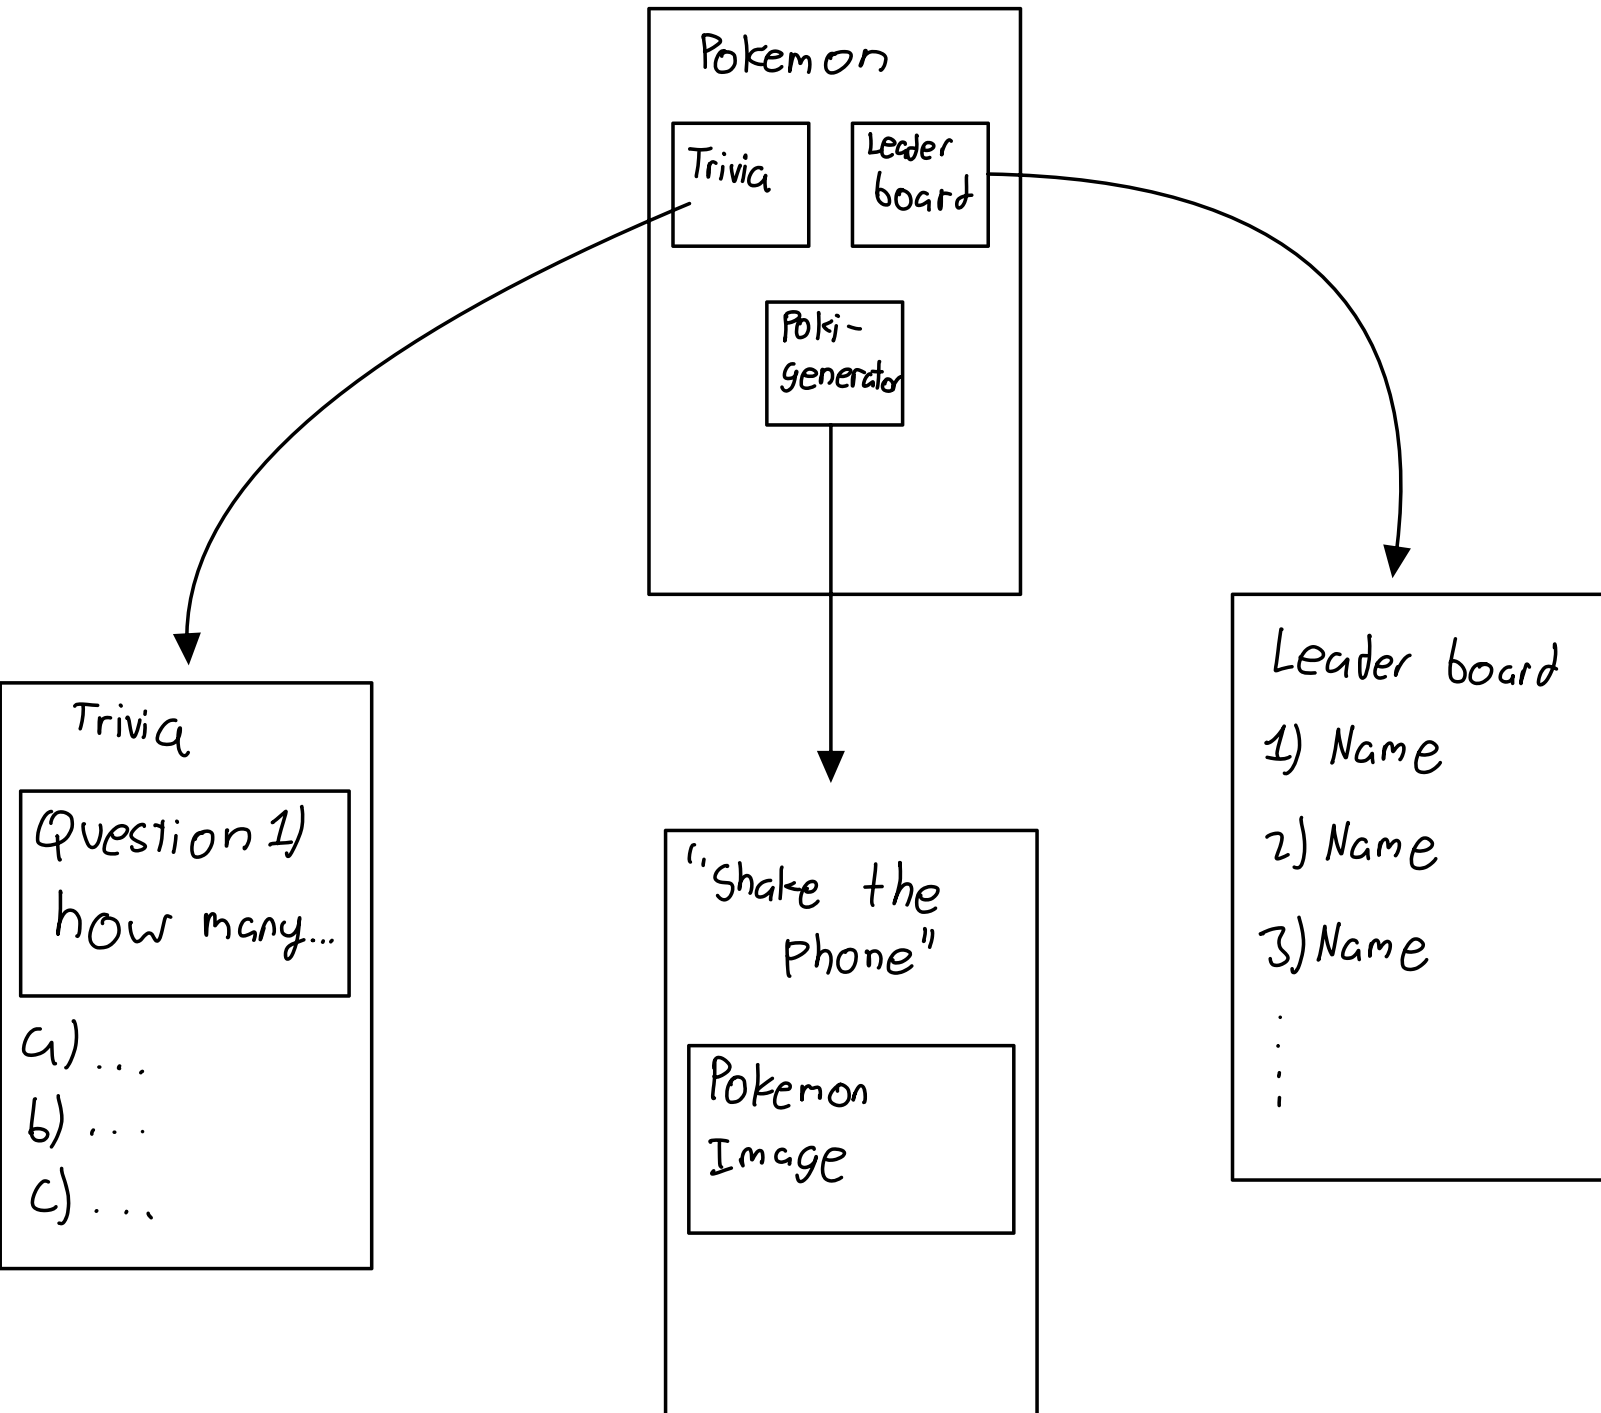 Pokemon
Trivia
Leader
board
Poki-
generator
Trivia
Question 1)
how many...
a) ...
b) ...
c) ...
"Shake the
phone"
Pokemon
Image
Leader board
1) Name
2) Name
3) Name